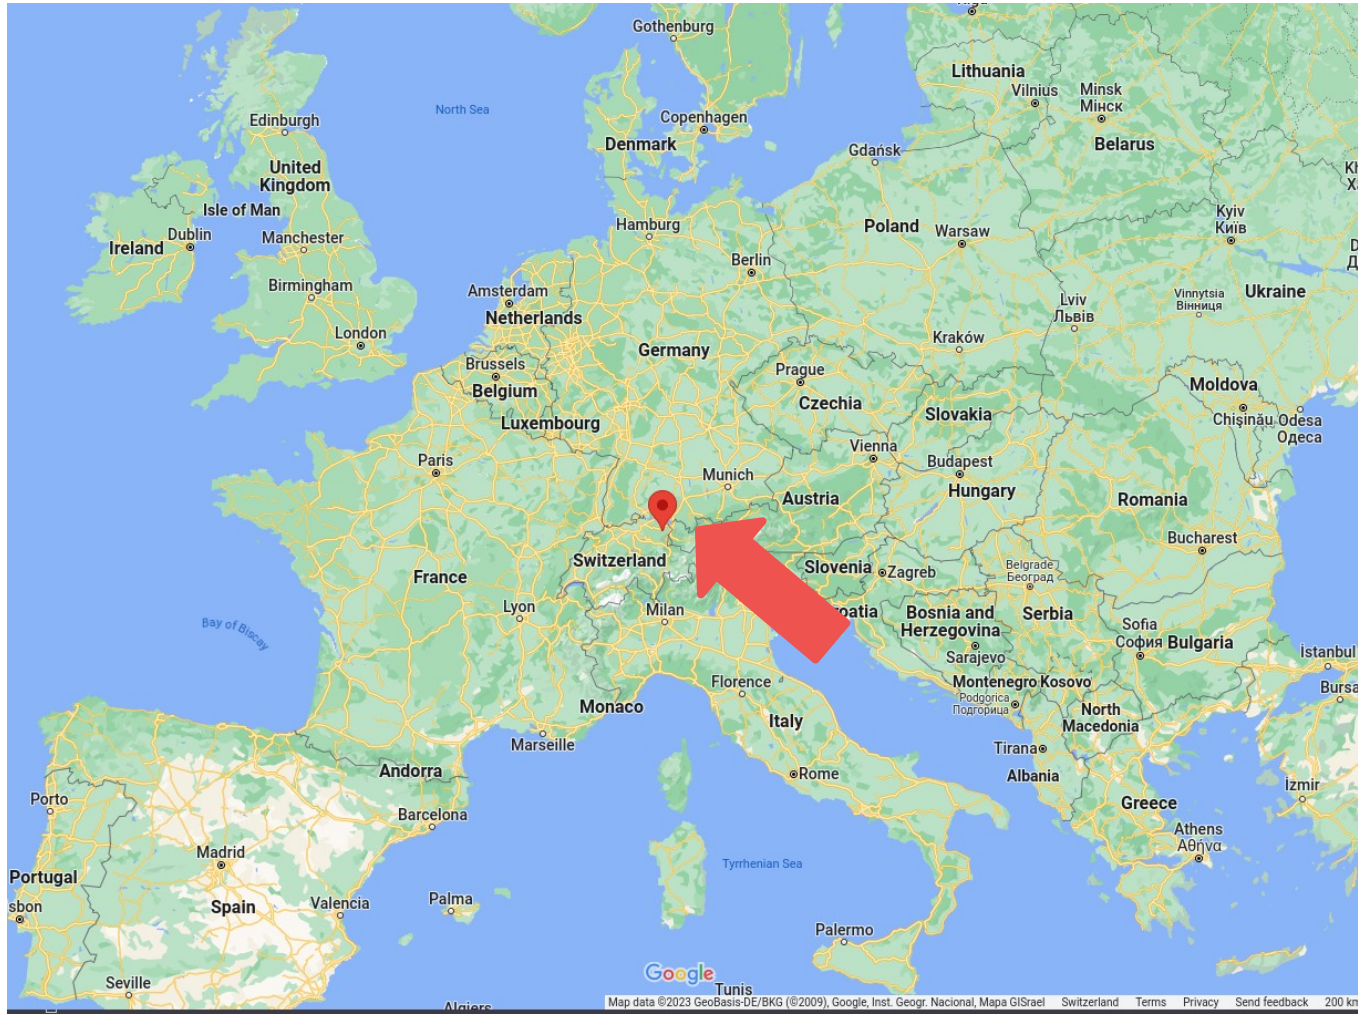 Gothenburg
Lithuania
Vilnius
Minsk
Мінск
North Sea
Copenhagen
Edinburgh
Denmark
Belarus
Gdańsk
United
Kingdom
Isle of Man
Kyiv
Київ
Hamburg
Poland
Warsaw
Dublin
Ireland
Manchester
Berlin
Birmingham
Amsterdam
Netherlands
Lviv
Львів
Vinnytsia
Вінниця
Ukraine
London
Kraków
Germany
Brussels
Belgium
Prague
Czechia
Moldova
Chișinău
Slovakia
Luxembourg
Odesa
Одеса
Vienna
Paris
Budapest
Munich
Austria
Hungary
Romania
Bucharest
Switzerland
Slovenia
Zagreb
Belgrade
Београд
France
Lyon
Milan
oatia
Bosnia and
Herzegovina
Serbia
Bay of Biscay
Sofia
София
Bulgaria
Sarajevo
İstanbul
Florence
Montenegro
Kosovo
Podgorica
Подгорица
Bursa
Monaco
North
Macedonia
Italy
Marseille
Tirana
Andorra
Rome
Albania
İzmir
Porto
Barcelona
Greece
Athens
Αθήνα
Madrid
Tyrrhenian Sea
Portugal
sbon
Spain
Valencia
Palma
Palermo
Seville
Google
Tunis
Algiers
Map data ©2023 GeoBasis-DE/BKG (©2009), Google, Inst. Geogr. Nacional, Mapa GISrael Switzerland Terms Privacy Send feedback 200 km